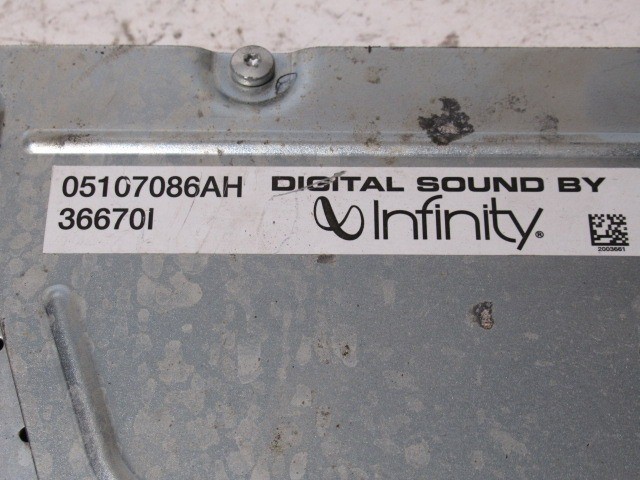 05107086AH DIGITAL SOUND BY
36670I Infinity®
2003661